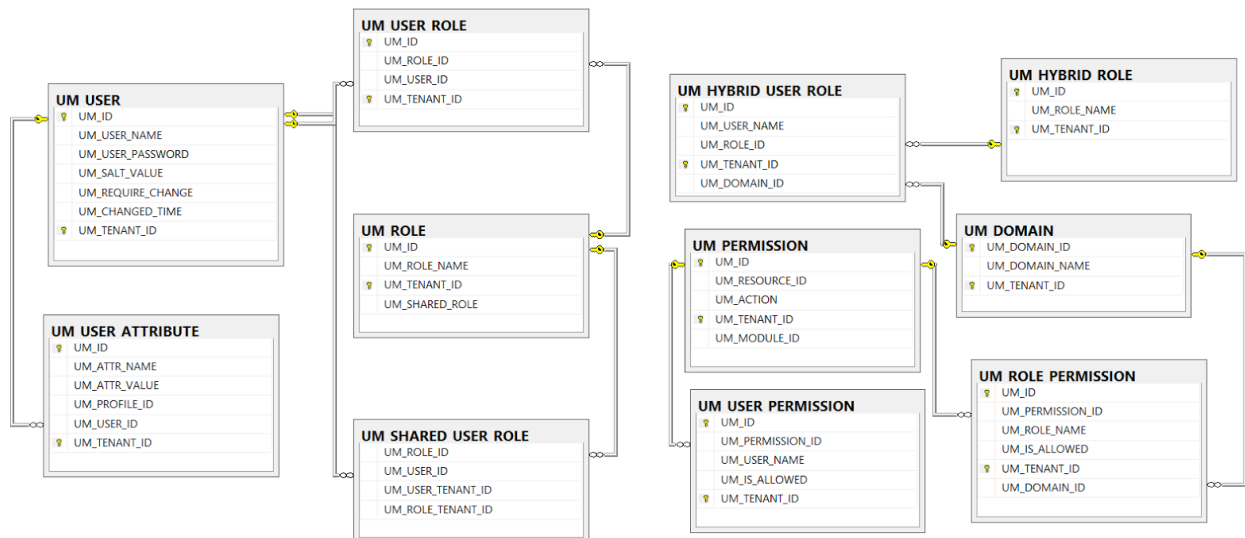 UM USER ROLE
UM_ID
UM_ROLE_ID
UM_USER_ID
UM_TENANT_ID
UM USER
UM_ID
UM_USER_NAME
UM_USER_PASSWORD
UM_SALT_VALUE
UM_REQUIRE_CHANGE
UM_CHANGED_TIME
UM_TENANT_ID
UM ROLE
UM_ID
UM_ROLE_NAME
UM_TENANT_ID
UM_SHARED_ROLE
UM USER ATTRIBUTE
UM_ID
UM_ATTR_NAME
UM_ATTR_VALUE
UM_PROFILE_ID
UM_USER_ID
UM_TENANT_ID
UM SHARED USER ROLE
UM_ROLE_ID
UM_USER_ID
UM_USER_TENANT_ID
UM_ROLE_TENANT_ID
UM HYBRID USER ROLE
UM_ID
UM_USER_NAME
UM_ROLE_ID
UM_TENANT_ID
UM_DOMAIN_ID
UM HYBRID ROLE
UM_ID
UM_ROLE_NAME
UM_TENANT_ID
UM PERMISSION
UM_ID
UM_RESOURCE_ID
UM_ACTION
UM_TENANT_ID
UM_MODULE_ID
UM DOMAIN
UM_DOMAIN_ID
UM_DOMAIN_NAME
UM_TENANT_ID
UM USER PERMISSION
UM_ID
UM_PERMISSION_ID
UM_USER_NAME
UM_IS_ALLOWED
UM_TENANT_ID
UM ROLE PERMISSION
UM_ID
UM_PERMISSION_ID
UM_ROLE_NAME
UM_IS_ALLOWED
UM_TENANT_ID
UM_DOMAIN_ID